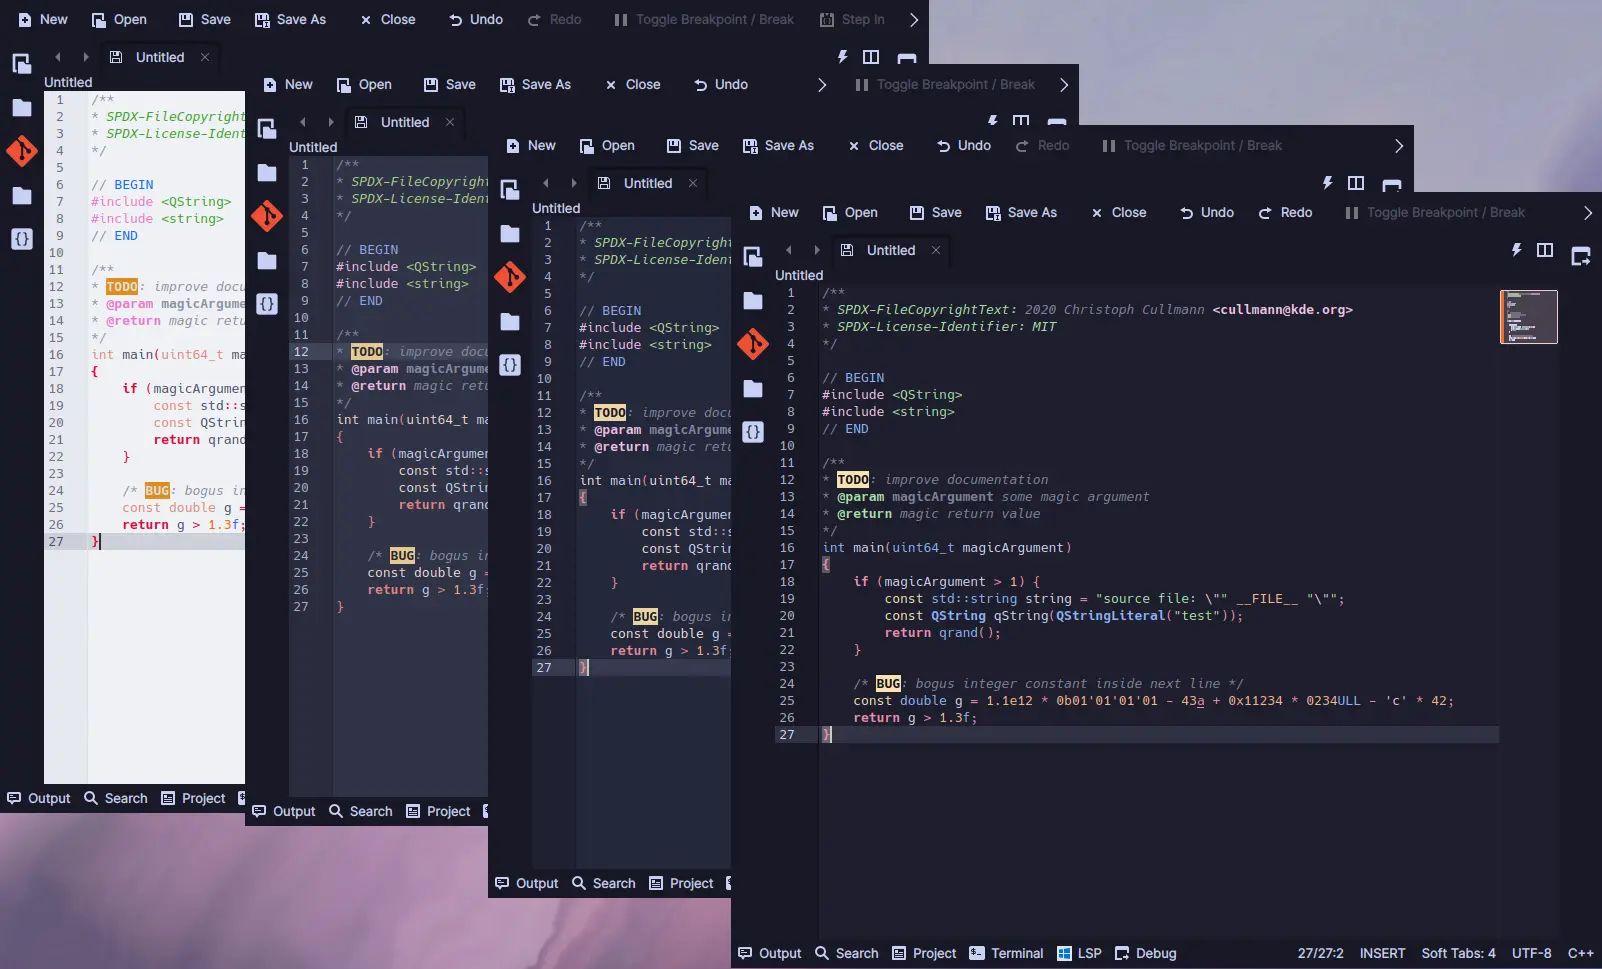 New Open Save Save As Close Undo Redo Toggle Breakpoint / Break Step In
Untitled
Untitled
1 /**
2 * SPDX-FileCopyright
3 * SPDX-License-Ident
4 */
5
6 // BEGIN
7 #include <QString>
8 #include <string>
9 // END
10
11 /**
12 * TODO: improve docu
13 * @param magicArgume
14 * @return magic retu
15 */
16 int main(uint64_t ma
17 {
18 if (magicArgumen
19 const std::s
20 const QStrin
21 return qrand
22 }
23
24 /* BUG: bogus in
25 const double g =
26 return g > 1.3f;
27 }
Output Search Project
New Open Save Save As Close Undo Toggle Breakpoint / Break
Untitled
Untitled
1 /**
2 * SPDX-FileCopyright
3 * SPDX-License-Ident
4 */
5
6 // BEGIN
7 #include <QString>
8 #include <string>
9 // END
10
11 /**
12 * TODO: improve docu
13 * @param magicArgume
14 * @return magic retu
15 */
16 int main(uint64_t ma
17 {
18 if (magicArgumen
19 const std::s
20 const QStrin
21 return qrand
22 }
23
24 /* BUG: bogus in
25 const double g =
26 return g > 1.3f;
27 }
Output Search Project
New Open Save Save As Close Undo Redo Toggle Breakpoint / Break
Untitled
Untitled
1 /**
2 * SPDX-FileCopyright
3 * SPDX-License-Ident
4 */
5
6 // BEGIN
7 #include <QString>
8 #include <string>
9 // END
10
11 /**
12 * TODO: improve docu
13 * @param magicArgume
14 * @return magic retu
15 */
16 int main(uint64_t ma
17 {
18 if (magicArgumen
19 const std::s
20 const QStrin
21 return qrand
22 }
23
24 /* BUG: bogus in
25 const double g =
26 return g > 1.3f;
27 }
Output Search Project
New Open Save Save As Close Undo Redo Toggle Breakpoint / Break
Untitled
Untitled
1 /**
2 * SPDX-FileCopyrightText: 2020 Christoph Cullmann <cullmann@kde.org>
3 * SPDX-License-Identifier: MIT
4 */
5
6 // BEGIN
7 #include <QString>
8 #include <string>
9 // END
10
11 /**
12 * TODO: improve documentation
13 * @param magicArgument some magic argument
14 * @return magic return value
15 */
16 int main(uint64_t magicArgument)
17 {
18 if (magicArgument > 1) {
19 const std::string string = "source file: \"" __FILE__ "\"";
20 const QString qString(QStringLiteral("test"));
21 return qrand();
22 }
23
24 /* BUG: bogus integer constant inside next line */
25 const double g = 1.1e12 * 0b01'01'01'01 - 43a + 0x11234 * 0234ULL - 'c' * 42;
26 return g > 1.3f;
27 }
Output Search Project Terminal LSP Debug 27/27:2 INSERT Soft Tabs: 4 UTF-8 C++